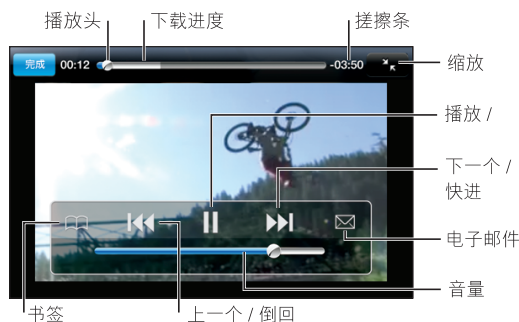 播放头 下载进度 搓擦条
完成 00:12 -03:50
缩放
播放 /
下一个 /
快进
电子邮件
音量
书签 上一个 / 倒回